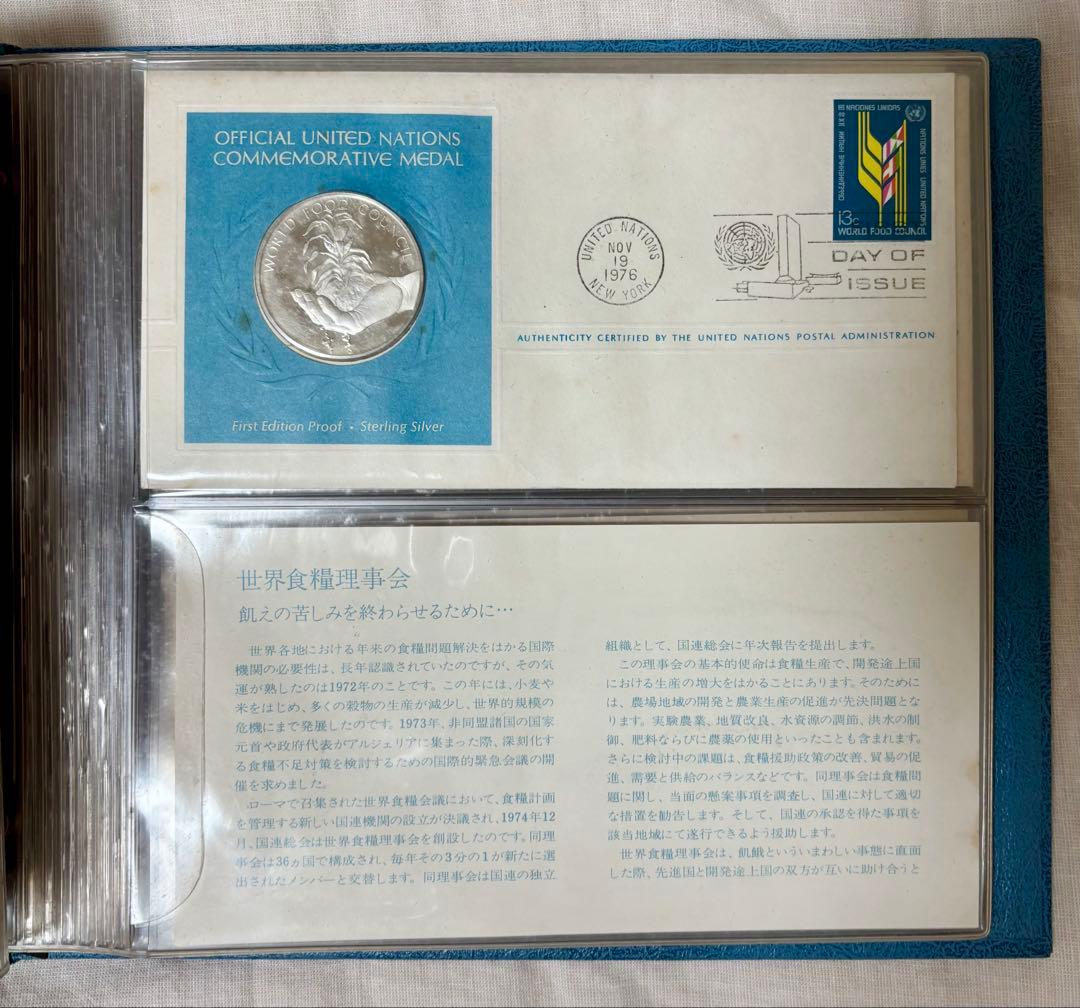 OFFICIAL UNITED NATIONS
COMMEMORATIVE MEDAL
WORLD FOOD COUNCIL
First Edition Proof • Sterling Silver
UNITED NATIONS
NOV
19
1976
NEW YORK
NACIONES UNIDAS
NATIONS UNIES UNITED NATIONS
13c
WORLD FOOD COUNCIL
DAY OF
ISSUE
AUTHENTICITY CERTIFIED BY THE UNITED NATIONS POSTAL ADMINISTRATION
世界食糧理事会
飢えの苦しみを終わらせるために…
世界各地における年来の食糧問題解決をはかる国際
機関の必要性は、長年認識されていたのですが、その気
運が熟したのは1972年のことです。この年には、小麦や
米をはじめ、多くの穀物の生産が減少し、世界的規模の
危機にまで発展したのです。1973年、非同盟諸国の国家
元首や政府代表がアルジェリアに集まった際、深刻化す
る食糧不足対策を検討するための国際的緊急会議の開
催を求めました。
ローマで召集された世界食糧会議において、食糧計画
を管理する新しい国連機関の設立が決議され、1974年12
月、国連総会は世界食糧理事会を創設したのです。同理
事会は36ヵ国で構成され、毎年その3分の1が新たに選
出されたメンバーと交替します。同理事会は国連の独立
組織として、国連総会に年次報告を提出します。
この理事会の基本的使命は食糧生産で、開発途上国
における生産の増大をはかることにあります。そのために
は、農場地域の開発と農業生産の促進が先決問題とな
ります。実験農業、地質改良、水資源の調節、洪水の制
御、肥料ならびに農薬の使用といったことも含まれます。
さらに検討中の課題は、食糧援助政策の改善、貿易の促
進、需要と供給のバランスなどです。同理事会は食糧問
題に関し、当面の懸案事項を調査し、国連に対して適切
な措置を勧告します。そして、国連の承認を得た事項を
該当地域にて遂行できるよう援助します。
世界食糧理事会は、飢餓といういまわしい事態に直面
した際、先進国と開発途上国の双方が互いに助け合うと